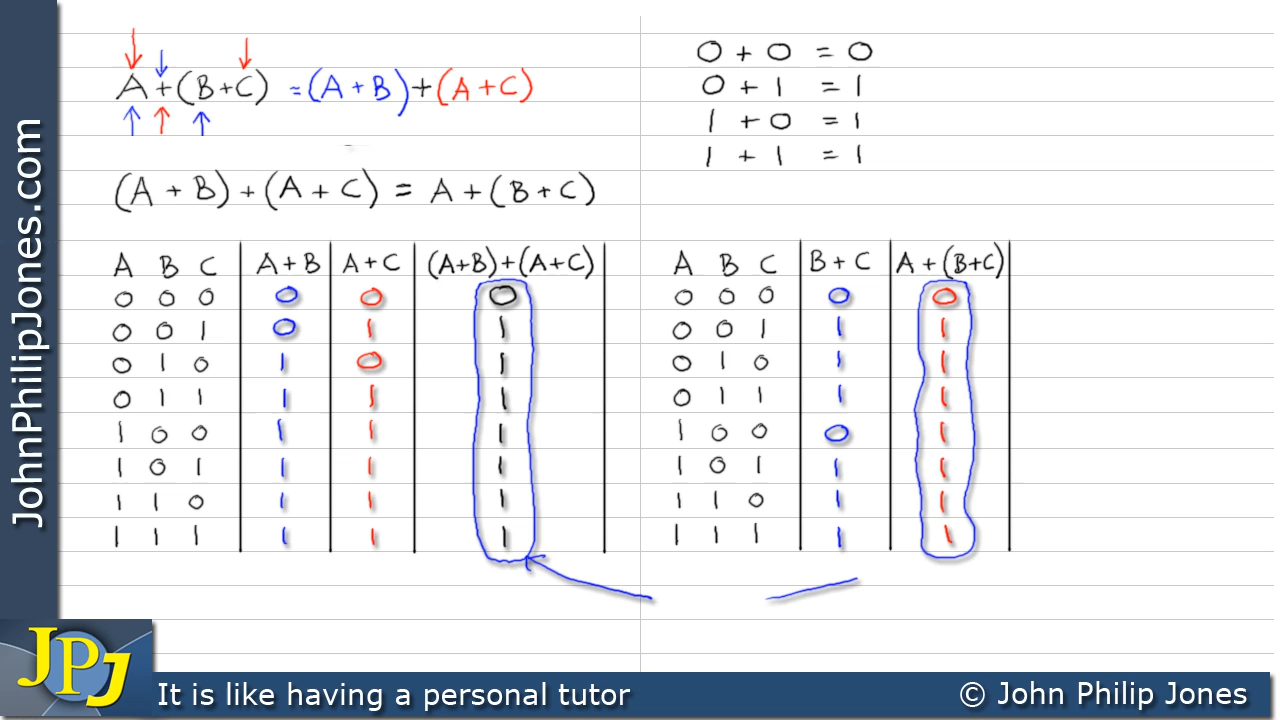 A + (B + C) = (A + B) + (A + C)
(A + B) + (A + C) = A + (B + C)
A B C A + B A + C (A+B) + (A+C)
0 0 0 0 0 0
0 0 1 0 1 1
0 1 0 1 0 1
0 1 1 1 1 1
1 0 0 1 1 1
1 0 1 1 1 1
1 1 0 1 1 1
1 1 1 1 1 1
0 + 0 = 0
0 + 1 = 1
1 + 0 = 1
1 + 1 = 1
A B C B + C A + (B+C)
0 0 0 0 0
0 0 1 1 1
0 1 0 1 1
0 1 1 1 1
1 0 0 0 1
1 0 1 1 1
1 1 0 1 1
1 1 1 1 1
JohnPhilipJones.com
JPJ
It is like having a personal tutor
© John Philip Jones